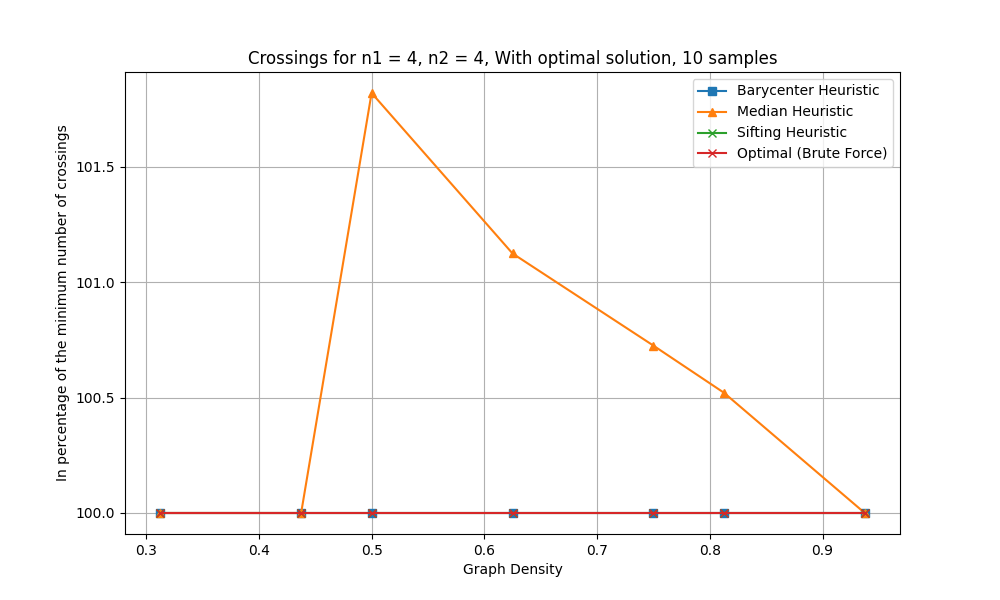 Crossings for n1 = 4, n2 = 4, With optimal solution, 10 samples
Barycenter Heuristic
Median Heuristic
Sifting Heuristic
Optimal (Brute Force)
In percentage of the minimum number of crossings
101.5
101.0
100.5
100.0
0.3 0.4 0.5 0.6 0.7 0.8 0.9
Graph Density